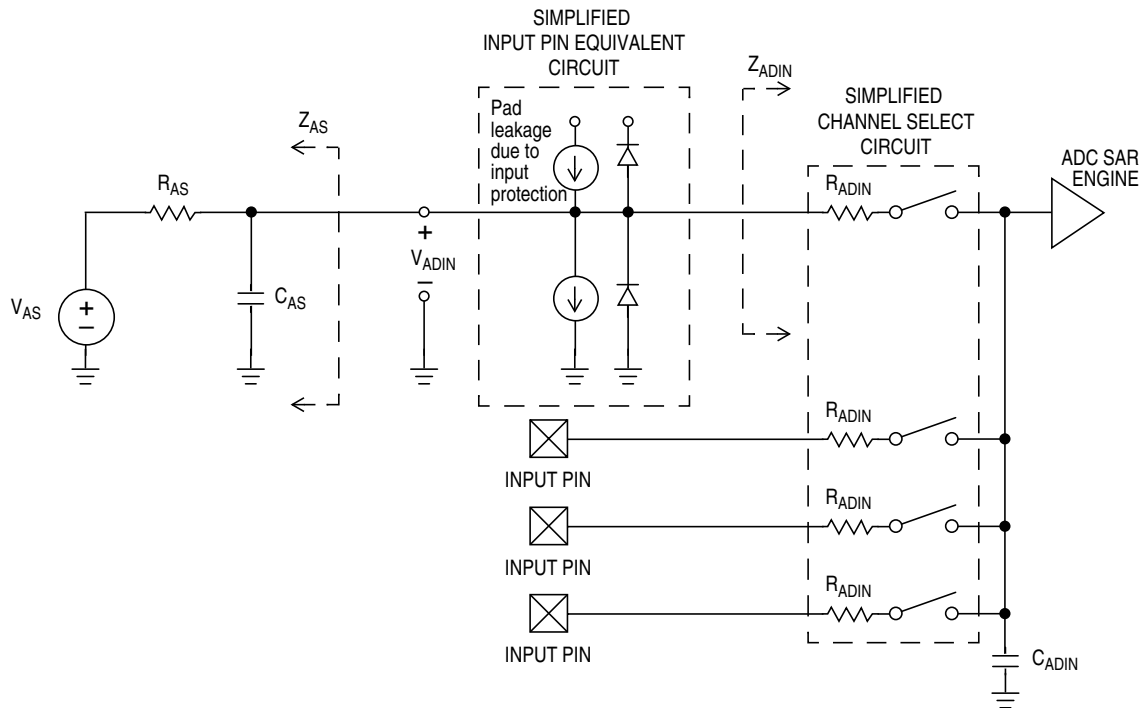 SIMPLIFIED
INPUT PIN EQUIVALENT
CIRCUIT
Z_ADIN
SIMPLIFIED
CHANNEL SELECT
CIRCUIT
Pad
leakage
due to
input
protection
Z_AS
R_AS
R_ADIN
ADC SAR
ENGINE
+
V_ADIN
–
C_AS
V_AS
+
–
R_ADIN
INPUT PIN
R_ADIN
INPUT PIN
R_ADIN
INPUT PIN
C_ADIN